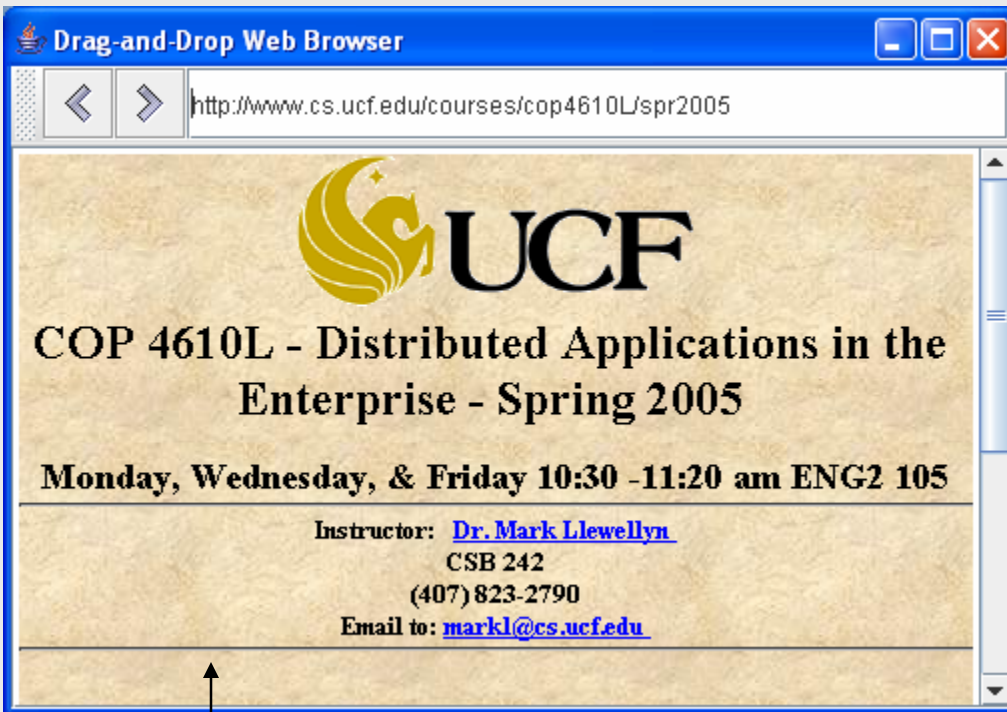 Drag-and-Drop Web Browser
http://www.cs.ucf.edu/courses/cop4610L/spr2005
UCF
COP 4610L - Distributed Applications in the
Enterprise - Spring 2005
Monday, Wednesday, & Friday 10:30 -11:20 am ENG2 105
Instructor: Dr. Mark Llewellyn
CSB 242
(407) 823-2790
Email to: markl@cs.ucf.edu